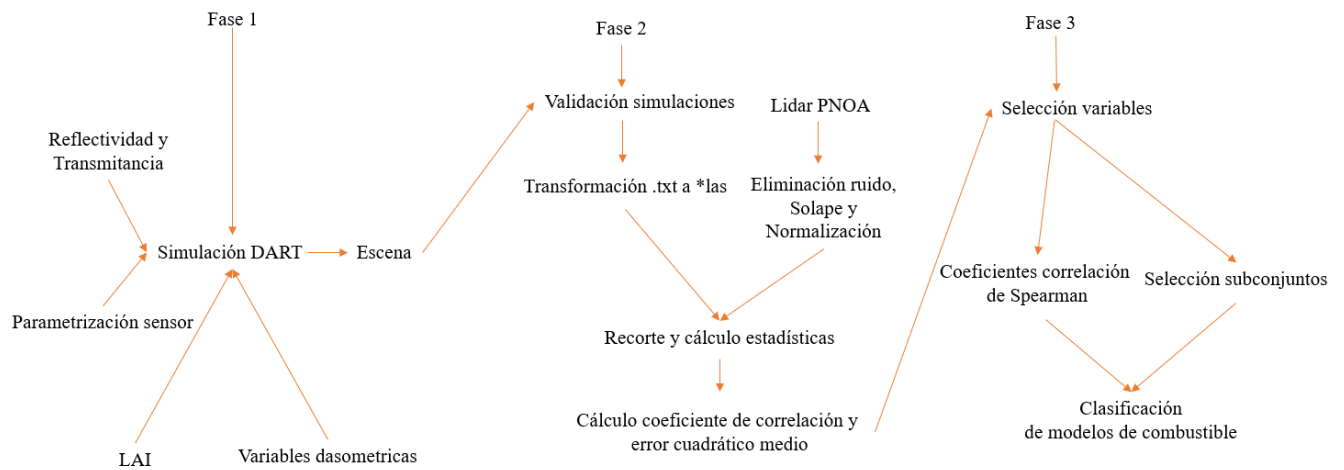 Fase 1
Reflectividad y
Transmitancia
Simulación DART
Escena
Parametrización sensor
LAI
Variables dasometricas
Fase 2
Validación simulaciones
Lidar PNOA
Transformación .txt a *las
Eliminación ruido,
Solape y
Normalización
Recorte y cálculo estadísticas
Cálculo coeficiente de correlación y
error cuadrático medio
Fase 3
Selección variables
Coeficientes correlación
de Spearman
Selección subconjuntos
Clasificación
de modelos de combustible